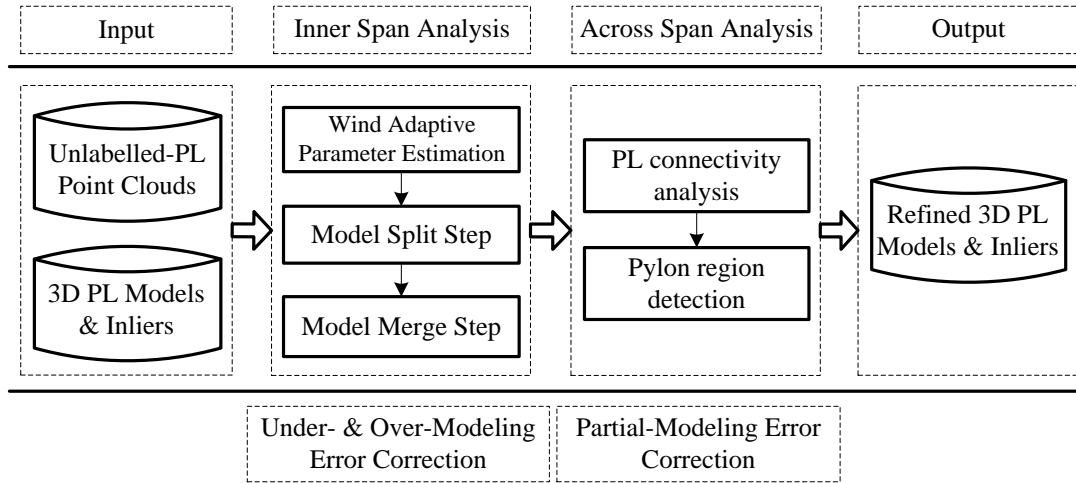 Input
Inner Span Analysis
Across Span Analysis
Output
Unlabelled-PL
Point Clouds
3D PL Models
& Inliers
Wind Adaptive
Parameter Estimation
Model Split Step
Model Merge Step
PL connectivity
analysis
Pylon region
detection
Refined 3D PL
Models & Inliers
Under- & Over-Modeling
Error Correction
Partial-Modeling Error
Correction